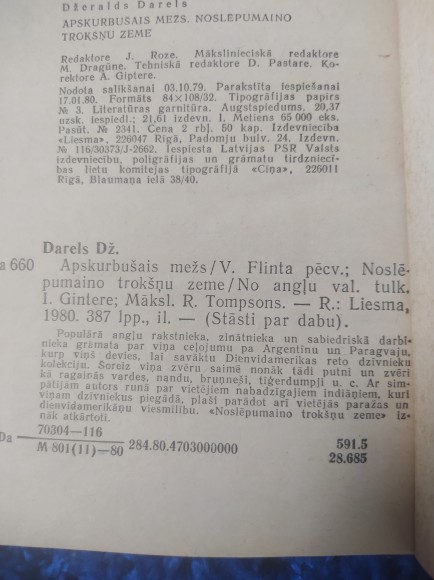 Džeralds Darels
APSKURBUŠAIS MEŽS. NOSLĒPUMAINO
TROKŠŅU ZEME
Redaktore J. Roze. Mākslinieciskā redaktore
M. Dragūne. Tehniskā redaktore D. Pastare. Ko-
rektore A. Giptere.
Nodota salikšanai 03.10.79. Parakstīta iespiešanai
17.01.80. Formāts 84×108/32. Tipogrāfijas papīrs
№ 3. Literatūras garnitūra. Augstspiedums. 20,37
uzsk. iespiedl.; 21,61 izdevn. l. Metiens 65 000 eks.
Pasūt. № 2341. Cena 2 rbļ. 50 kap. Izdevniecība
«Liesma», 226047 Rīgā, Padomju bulv. 24. Izdevn.
№ 116/30373/J-2662. Iespiesta Latvijas PSR Valsts
izdevniecību, poligrāfijas un grāmatu tirdzniecī-
bas lietu komitejas tipogrāfijā «Cīņa», 226011
Rīgā, Blaumaņa ielā 38/40.
Darels Dž.
a 660 Apskurbušais mežs/V. Flinta pēcv.; Noslē-
pumaino trokšņu zeme/No angļu val. tulk.
I. Gintere; Māksl. R. Tompsons. — R.: Liesma,
1980. 387 lpp., il. — (Stāsti par dabu).
Populārā angļu rakstnieka, zinātnieka un sabiedriskā darbi-
nieka grāmata par viņa ceļojumu pa Argentīnu un Paragvaju,
kurp viņš devies, lai savāktu Dienvidamerikas reto dzīvnieku
kolekciju. Šoreiz viņa zvēru saimē nonāk tādi putni un zvēri
kā ragainās vardes, nandu, bruņneši, tīģerdumpji u. c. Ar sim-
pātijām autors runā par vietējiem nabadzīgajiem indiāņiem, kuri
viņam dzīvniekus piegādā, plaši parādot arī vietējās paražas un
dienvidamerikāņu viesmīlību. «Noslēpumaino trokšņu zeme» iz-
nāk atkārtoti.
Da 70304—116
M-801(11)—80 284.80.4703000000 591.5
28.685